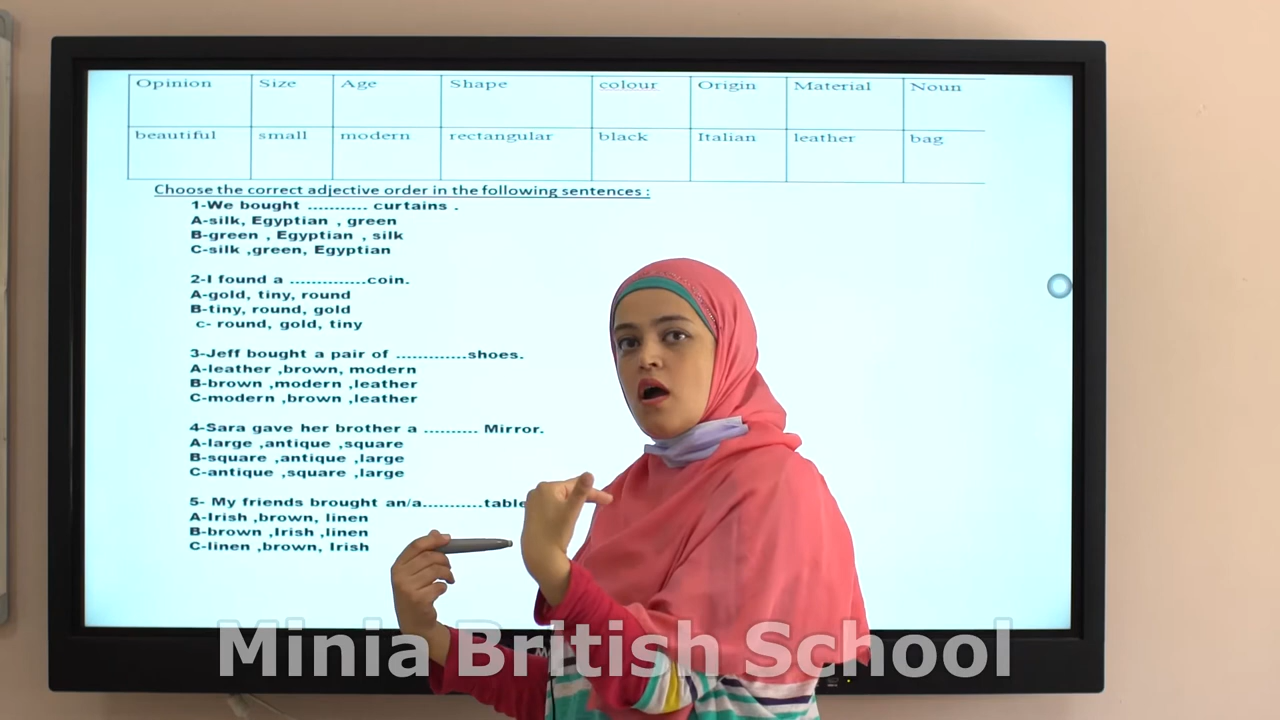 Opinion Size Age Shape colour Origin Material Noun
beautiful small modern rectangular black Italian leather bag
Choose the correct adjective order in the following sentences :
1-We bought ........... curtains .
A-silk, Egyptian , green
B-green , Egyptian , silk
C-silk ,green, Egyptian
2-I found a ..............coin.
A-gold, tiny, round
B-tiny, round, gold
c- round, gold, tiny
3-Jeff bought a pair of .............shoes.
A-leather ,brown, modern
B-brown ,modern ,leather
C-modern ,brown ,leather
4-Sara gave her brother a .......... Mirror.
A-large ,antique ,square
B-square ,antique ,large
C-antique ,square ,large
5- My friends brought an/a...........table
A-Irish ,brown, linen
B-brown ,Irish ,linen
C-linen ,brown, Irish
Minia British School